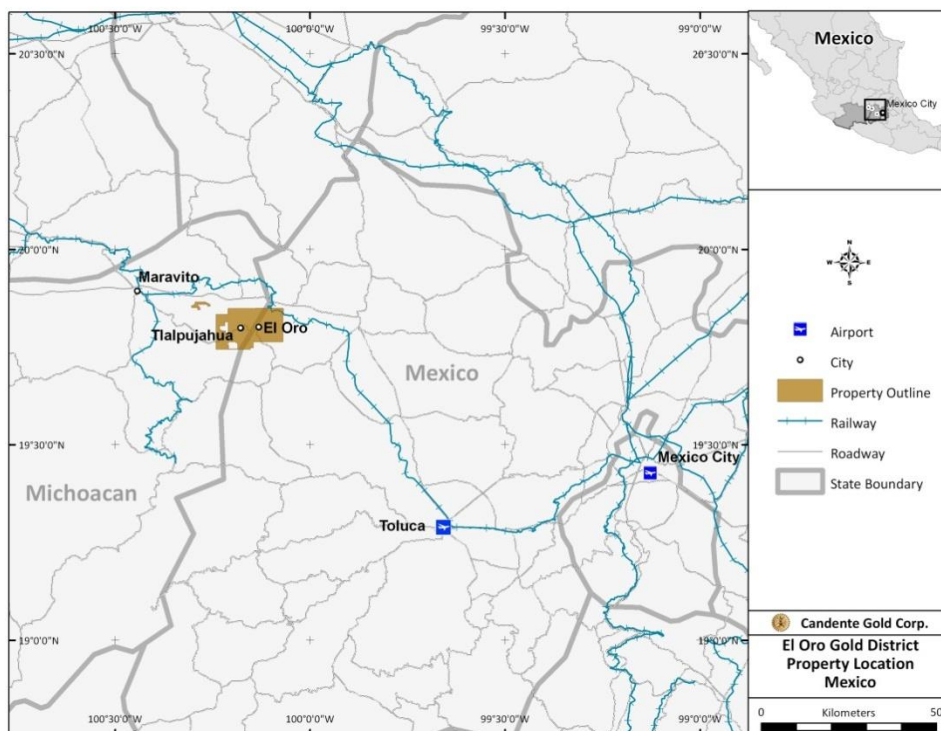 100°30'0"W
100°0'0"W
99°30'0"W
99°0'0"W
20°30'0"N
20°30'0"N
20°0'0"N
20°0'0"N
19°30'0"N
19°30'0"N
19°0'0"N
19°0'0"N
Maravito
Tlalpujahua
El Oro
Mexico
Michoacan
Mexico City
Toluca
100°30'0"W
100°0'0"W
99°30'0"W
99°0'0"W
Mexico
Mexico City
N
W
E
S
Airport
City
Property Outline
Railway
Roadway
State Boundary
Candente Gold Corp.
El Oro Gold District
Property Location
Mexico
0 Kilometers 50